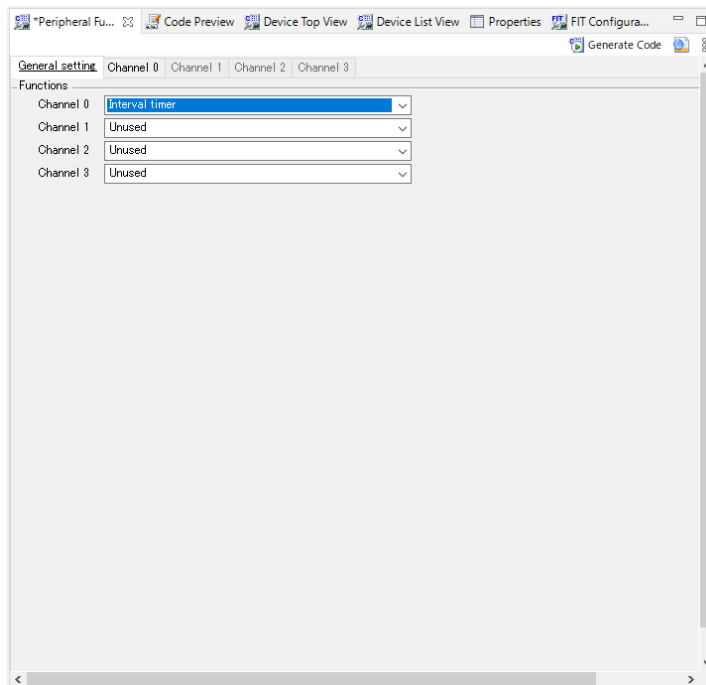 *Peripheral Fu... Code Preview Device Top View Device List View Properties FIT Configura...
Generate Code
General setting Channel 0 Channel 1 Channel 2 Channel 3
Functions
Channel 0 Interval timer
Channel 1 Unused
Channel 2 Unused
Channel 3 Unused